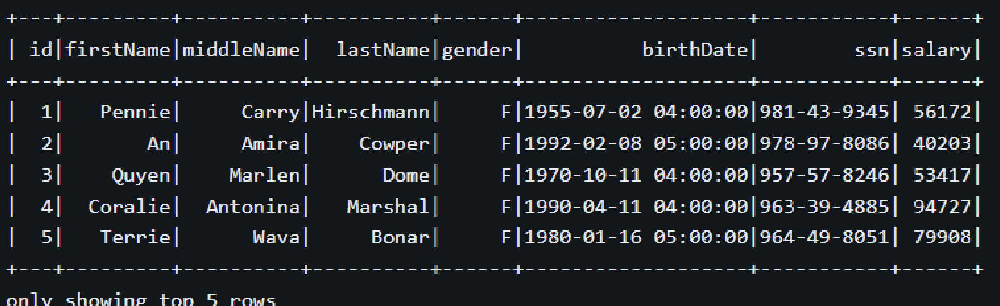 +---+---------+----------+----------+------+-------------------+-----------+------+
| id|firstName|middleName|  lastName|gender|          birthDate|        ssn|salary|
+---+---------+----------+----------+------+-------------------+-----------+------+
|  1|   Pennie|     Carry|Hirschmann|     F|1955-07-02 04:00:00|981-43-9345| 56172|
|  2|       An|     Amira|    Cowper|     F|1992-02-08 05:00:00|978-97-8086| 40203|
|  3|    Quyen|    Marlen|      Dome|     F|1970-10-11 04:00:00|957-57-8246| 53417|
|  4|  Coralie|  Antonina|   Marshal|     F|1990-04-11 04:00:00|963-39-4885| 94727|
|  5|   Terrie|      Wava|     Bonar|     F|1980-01-16 05:00:00|964-49-8051| 79908|
+---+---------+----------+----------+------+-------------------+-----------+------+
only showing top 5 rows